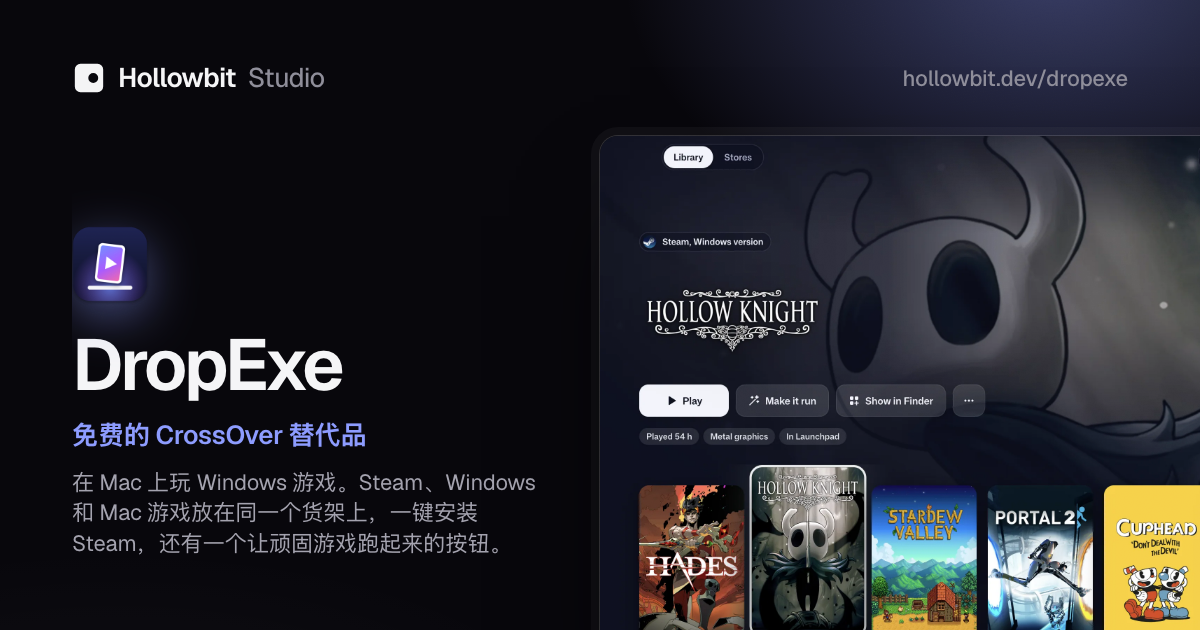 Hollowbit Studio
hollowbit.dev/dropexe
Library
Stores
Steam, Windows version
HOLLOW KNIGHT
DropExe
免费的 CrossOver 替代品
Play
Make it run
Show in Finder
Played 54 h
Metal graphics
In Launchpad
在 Mac 上玩 Windows 游戏。Steam、Windows
和 Mac 游戏放在同一个货架上，一键安装
Steam，还有一个让顽固游戏跑起来的按钮。
HADES
HOLLOW KNIGHT
STARDEW
VALLEY
PORTAL 2
CUPHEAD
"DON'T DEAL WITH
THE DEVIL"